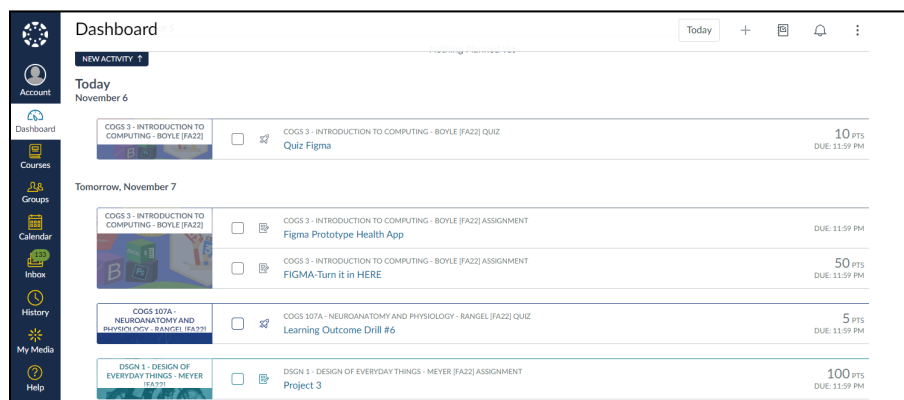 Dashboard
Today
NEW ACTIVITY ↑
Today
November 6
Account
Dashboard
Courses
Groups
Calendar
133
Inbox
History
My Media
Help
COGS 3 - INTRODUCTION TO
COMPUTING - BOYLE [FA22]
COGS 3 - INTRODUCTION TO COMPUTING - BOYLE [FA22] QUIZ
Quiz Figma
10 PTS
DUE: 11:59 PM
Tomorrow, November 7
COGS 3 - INTRODUCTION TO
COMPUTING - BOYLE [FA22]
COGS 3 - INTRODUCTION TO COMPUTING - BOYLE [FA22] ASSIGNMENT
Figma Prototype Health App
DUE: 11:59 PM
COGS 3 - INTRODUCTION TO COMPUTING - BOYLE [FA22] ASSIGNMENT
FIGMA-Turn it in HERE
50 PTS
DUE: 11:59 PM
COGS 107A -
NEUROANATOMY AND
PHYSIOLOGY - RANGEL [FA22]
COGS 107A - NEUROANATOMY AND PHYSIOLOGY - RANGEL [FA22] QUIZ
Learning Outcome Drill #6
5 PTS
DUE: 11:59 PM
DSGN 1 - DESIGN OF
EVERYDAY THINGS - MEYER
[FA22]
DSGN 1 - DESIGN OF EVERYDAY THINGS - MEYER [FA22] ASSIGNMENT
Project 3
100 PTS
DUE: 11:59 PM